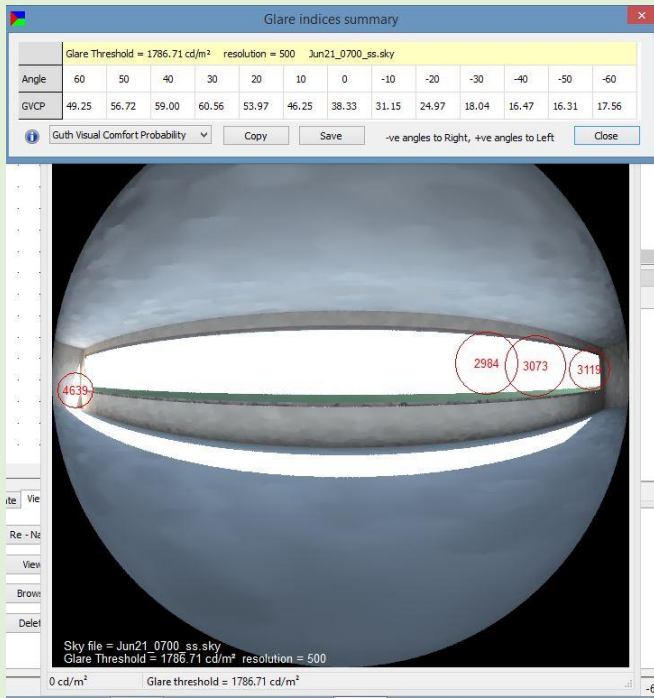 Glare indices summary
Glare Threshold = 1786.71 cd/m² resolution = 500 Jun21_0700_ss.sky
Angle 60 50 40 30 20 10 0 -10 -20 -30 -40 -50 -60
GVCP 49.25 56.72 59.00 60.56 53.97 46.25 38.33 31.15 24.97 18.04 16.47 16.31 17.56
Guth Visual Comfort Probability Copy Save -ve angles to Right, +ve angles to Left Close
2984 3073 3119
4639
Vie
Re - Na
View
Brows
Delet
Sky file = Jun21_0700_ss.sky
Glare Threshold = 1786.71 cd/m² resolution = 500
0 cd/m² Glare threshold = 1786.71 cd/m²